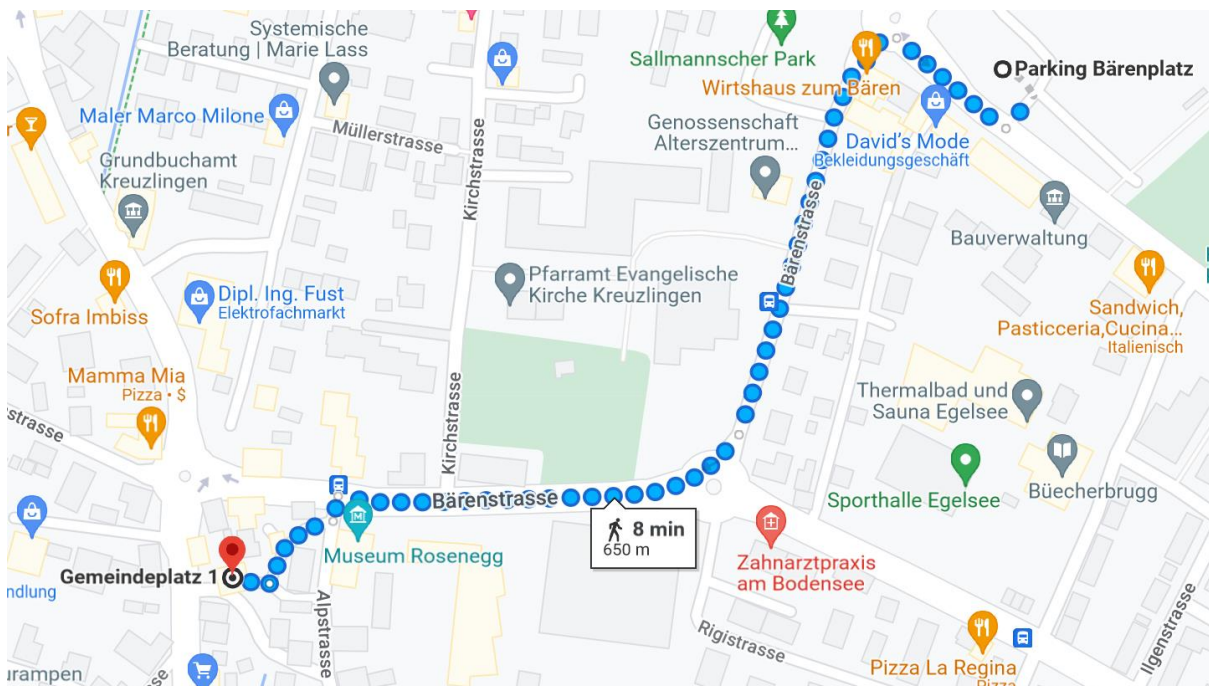 Systemische
Beratung | Marie Lass
Sallmannscher Park
Parking Bärenplatz
Wirtshaus zum Bären
Maler Marco Milone
Müllerstrasse
Genossenschaft
Alterszentrum...
David's Mode
Bekleidungsgeschäft
Grundbuchamt
Kreuzlingen
Kirchstrasse
Bärenstrasse
Bauverwaltung
Pfarramt Evangelische
Kirche Kreuzlingen
Dipl. Ing. Fust
Elektrofachmarkt
Sofra Imbiss
Sandwich,
Pasticceria,Cucina...
Italienisch
Mamma Mia
Pizza • $
Kirchstrasse
Thermalbad und
Sauna Egelsee
strasse
Bärenstrasse
Sporthalle Egelsee
Büecherbrugg
8 min
650 m
Museum Rosenegg
Zahnarztpraxis
am Bodensee
Gemeindeplatz 1
ndlung
Alpstrasse
Rigistrasse
Ilgenstrasse
Pizza La Regina
Pizza
urampen